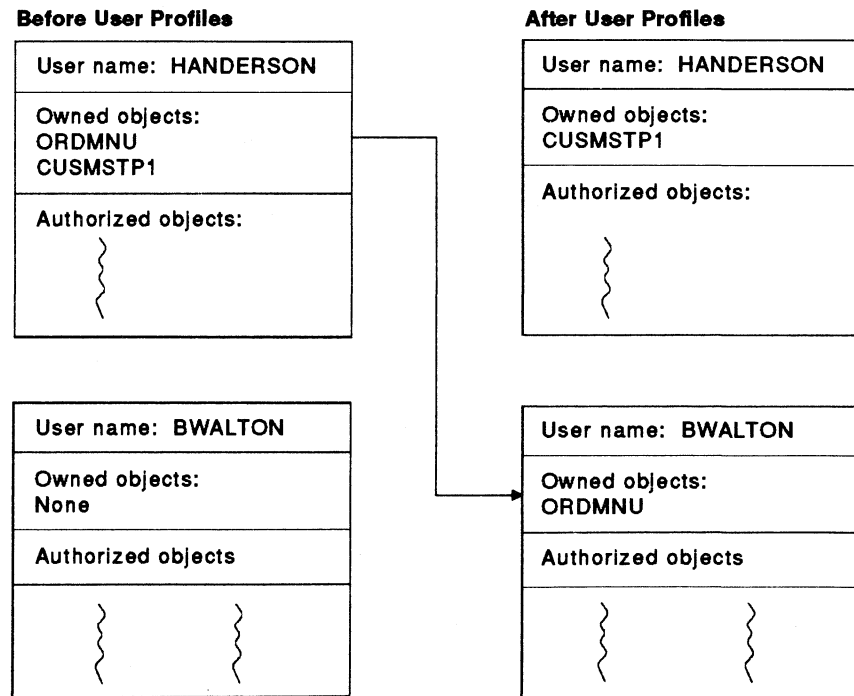 Before User Profiles
User name: HANDERSON
Owned objects:
ORDMNU
CUSMSTP1
Authorized objects:
User name: BWALTON
Owned objects:
None
Authorized objects
After User Profiles
User name: HANDERSON
Owned objects:
CUSMSTP1
Authorized objects:
User name: BWALTON
Owned objects:
ORDMNU
Authorized objects